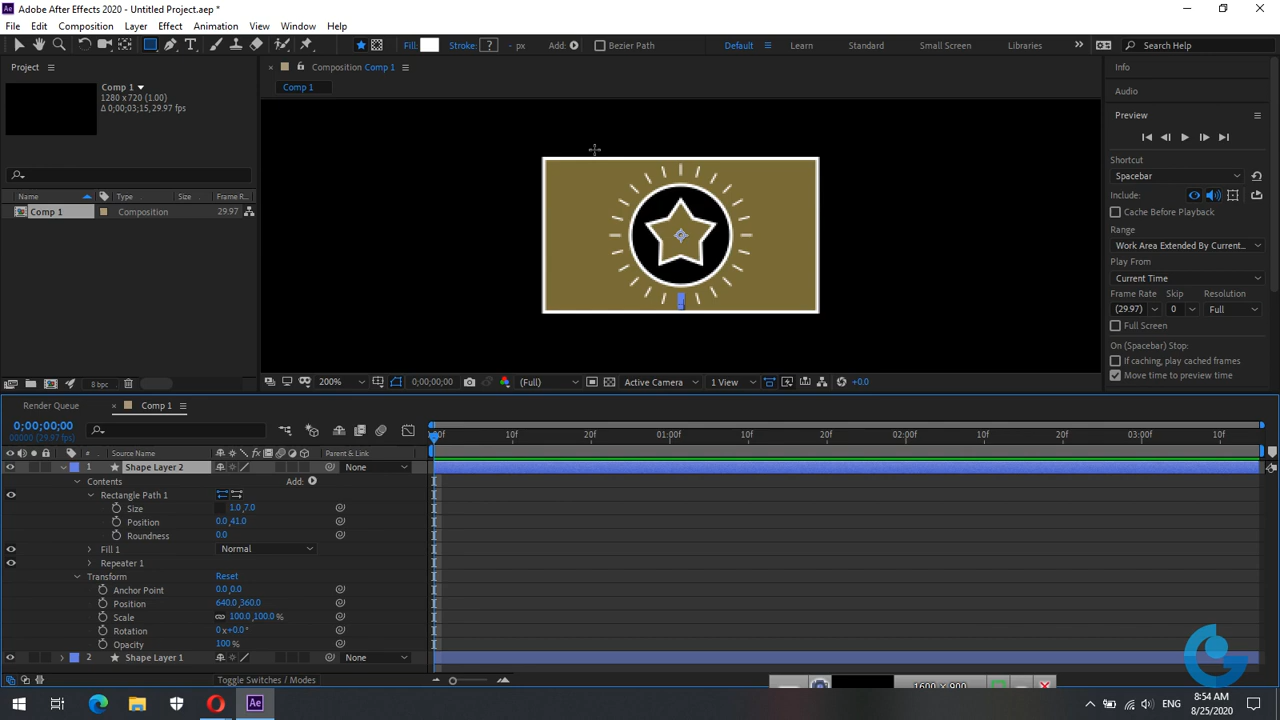 Adobe After Effects 2020 - Untitled Project.aep *
File Edit Composition Layer Effect Animation View Window Help
Fill: Stroke: ? - px Add: Bezier Path Default Learn Standard Small Screen Libraries Search Help
Project
Composition Comp 1
Info
Comp 1
1280 x 720 (1.00)
Δ 0;00;03;15, 29.97 fps
Comp 1
Audio
Preview
Shortcut
Spacebar
Name Type Size Frame R...
Include:
Comp 1 Composition 29.97
Cache Before Playback
Range
Work Area Extended By Current...
Play From
Current Time
Frame Rate Skip Resolution
(29.97) 0 Full
Full Screen
On (Spacebar) Stop:
If caching, play cached frames
Move time to preview time
8 bpc
200% 0;00;00;00 (Full) Active Camera 1 View +0.0
Render Queue Comp 1
0;00;00;00
00000 (29.97 fps)
:00f 10f 20f 01:00f 10f 20f 02:00f 10f 20f 03:00f 10f
# Source Name Parent & Link
1 Shape Layer 2 None
Contents Add:
Rectangle Path 1
Size 1.0,7.0
Position 0.0,41.0
Roundness 0.0
Fill 1 Normal
Repeater 1
Transform Reset
Anchor Point 0.0,0.0
Position 640.0,360.0
Scale 100.0,100.0%
Rotation 0x+0.0°
Opacity 100%
2 Shape Layer 1 None
Toggle Switches / Modes
1600 x 900
Ae
ENG
8:54 AM
8/25/2020